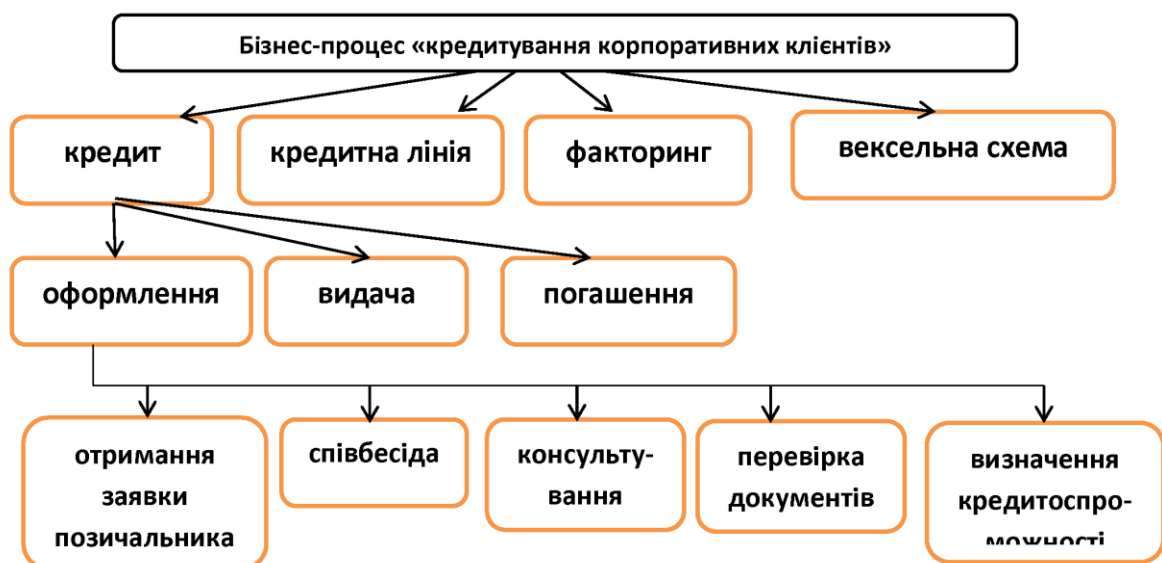 Бізнес-процес «кредитування корпоративних клієнтів»
кредит
кредитна лінія
факторинг
вексельна схема
оформлення
видача
погашення
отримання
заявки
позичальника
співбесіда
консульту-
вання
перевірка
документів
визначення
кредитоспро-
можності